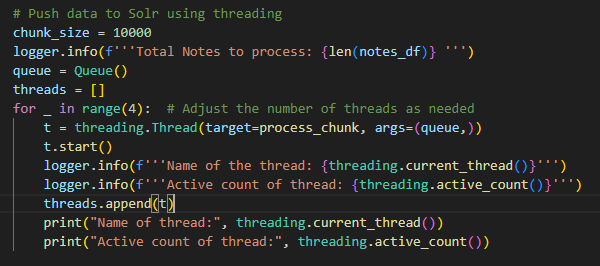 # Push data to Solr using threading
chunk_size = 10000
logger.info(f'''Total Notes to process: {len(notes_df)} ''')
queue = Queue()
threads = []
for _ in range(4):  # Adjust the number of threads as needed
    t = threading.Thread(target=process_chunk, args=(queue,))
    t.start()
    logger.info(f'''Name of the thread: {threading.current_thread()}''')
    logger.info(f'''Active count of thread: {threading.active_count()}''')
    threads.append(t)
    print("Name of thread:", threading.current_thread())
    print("Active count of thread:", threading.active_count())